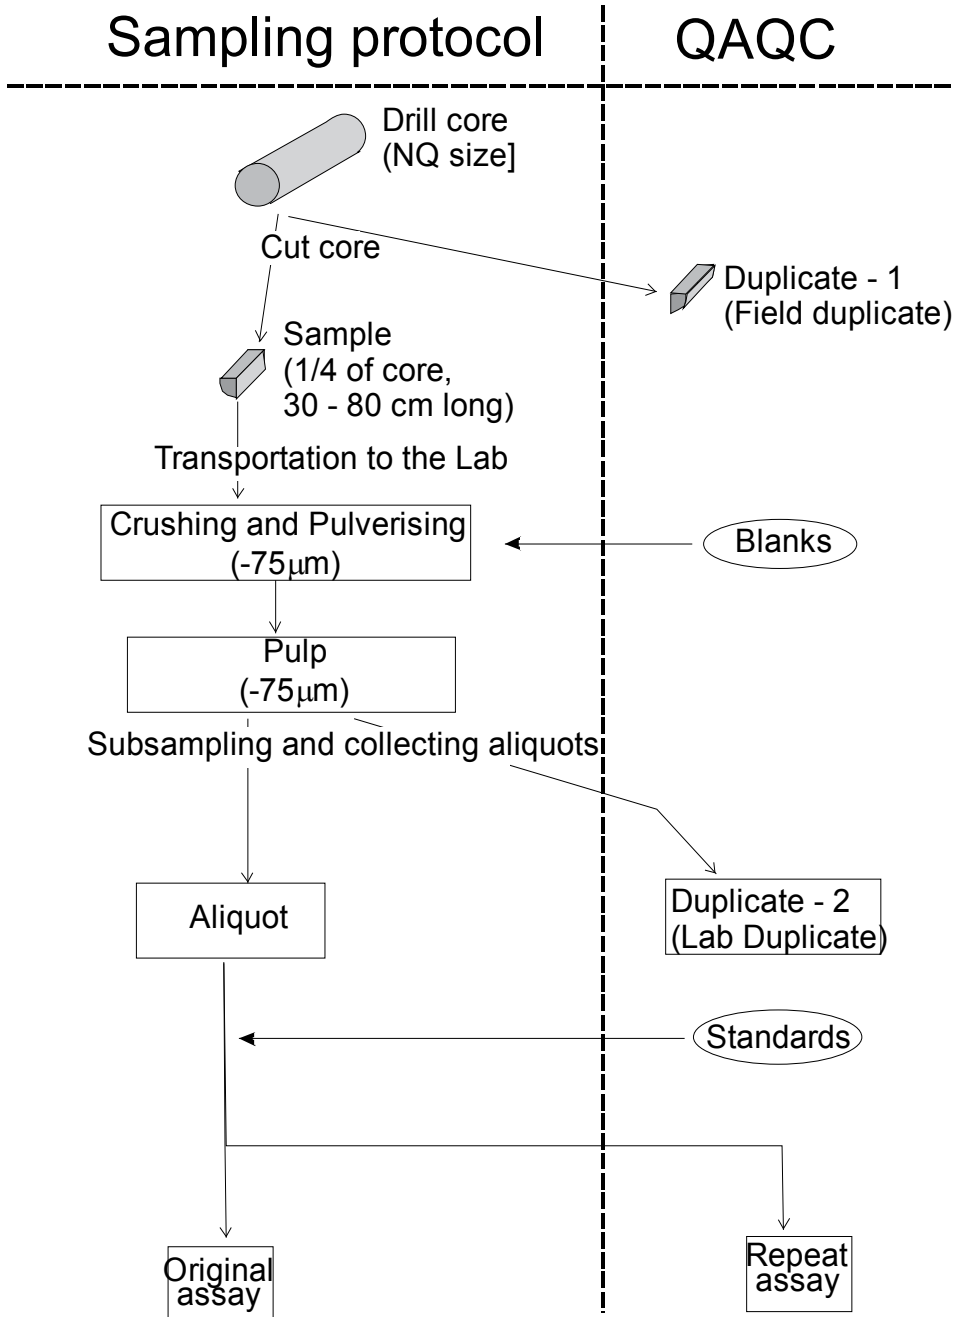 Sampling protocol
QAQC
Drill core
(NQ size]
Cut core
Duplicate - 1
(Field duplicate)
Sample
(1/4 of core,
30 - 80 cm long)
Transportation to the Lab
Crushing and Pulverising
(-75μm)
Blanks
Pulp
(-75μm)
Subsampling and collecting aliquots
Aliquot
Duplicate - 2
(Lab Duplicate)
Standards
Original
assay
Repeat
assay